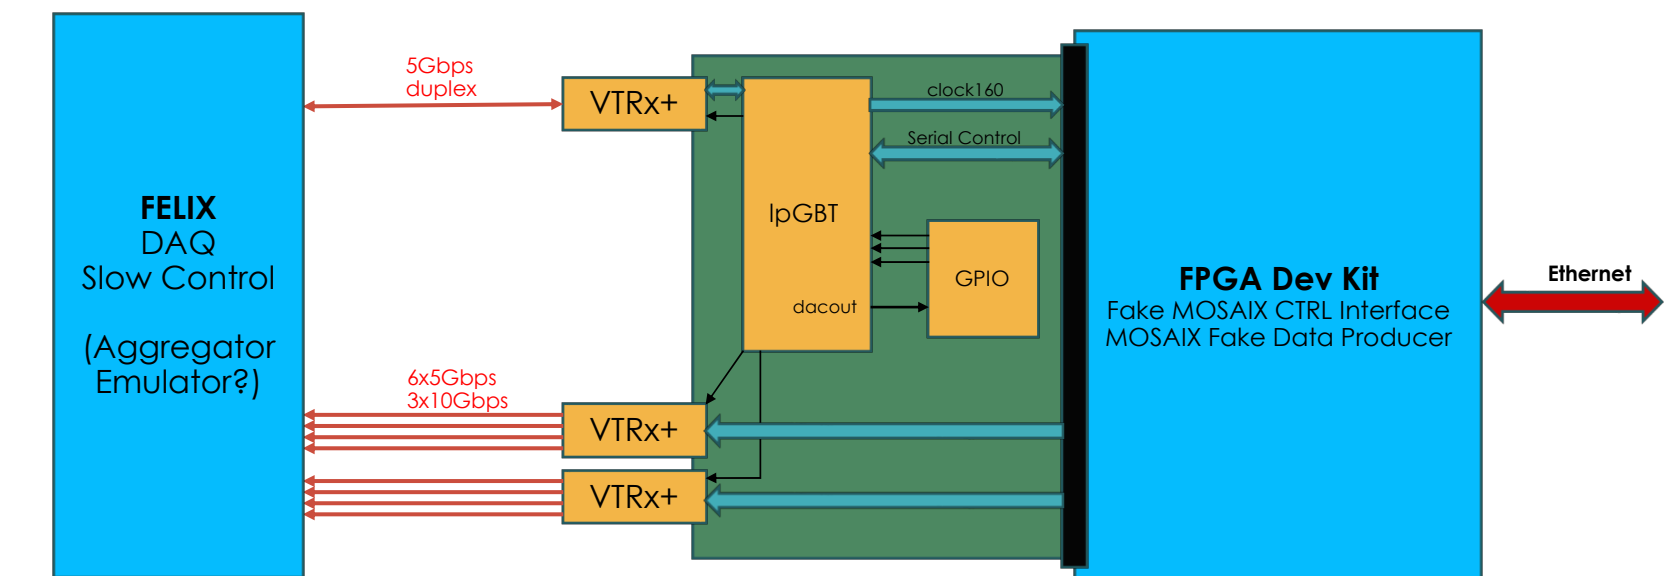 5Gbps
duplex
VTRx+
clock160
Serial Control
lpGBT
GPIO
dacout
FELIX
DAQ
Slow Control
(Aggregator
Emulator?)
FPGA Dev Kit
Fake MOSAIX CTRL Interface
MOSAIX Fake Data Producer
Ethernet
6x5Gbps
3x10Gbps
VTRx+
VTRx+